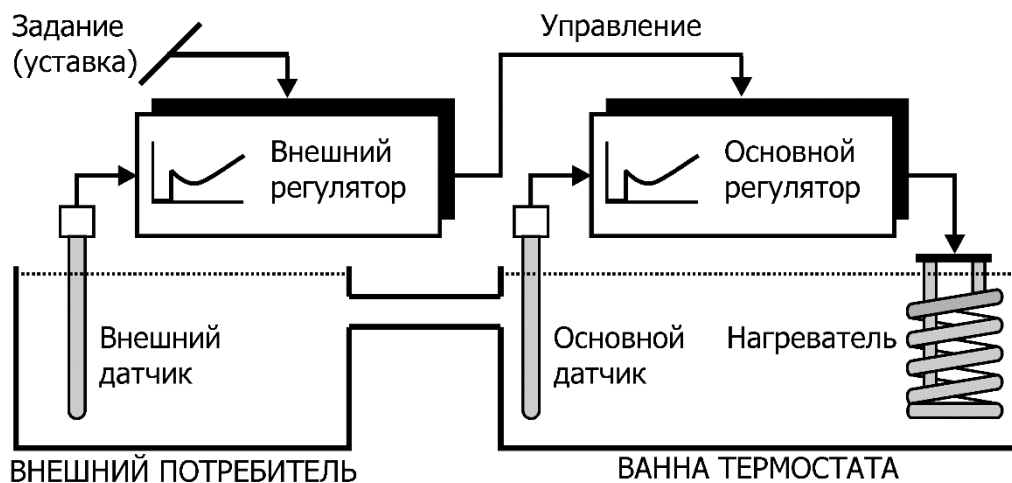 Задание
(уставка)
Управление
Внешний
регулятор
Основной
регулятор
Внешний
датчик
Основной
датчик
Нагреватель
ВНЕШНИЙ ПОТРЕБИТЕЛЬ
ВАННА ТЕРМОСТАТА